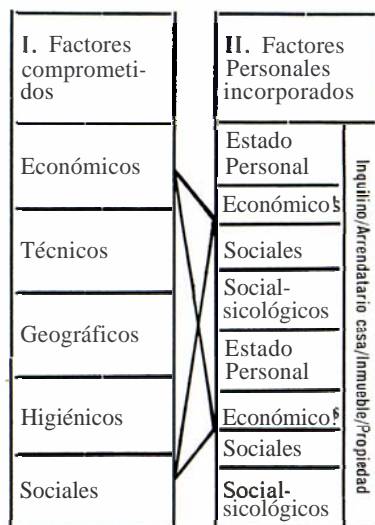 I. Factores
comprometi-
dos
Económicos
Técnicos
Geográficos
Higiénicos
Sociales
II. Factores
Personales
incorporados
Estado
Personal
Económicos
Sociales
Social-
sicológicos
Estado
Personal
Económicos
Sociales
Social-
sicológicos
Inquilino/Arrendatario casa/Inmueble/Propiedad